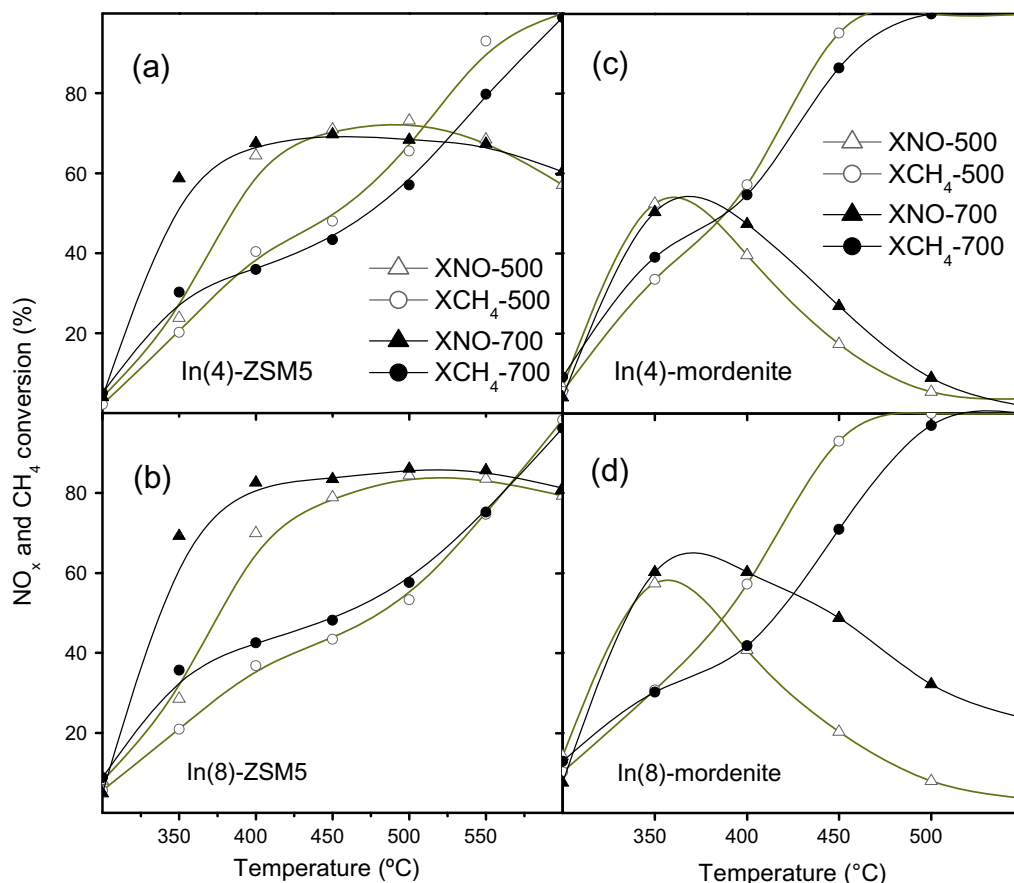 NOx and CH4 conversion (%)
(a)
80
60
40
20
XNO-500
XCH4-500
XNO-700
XCH4-700
In(4)-ZSM5
(c)
XNO-500
XCH4-500
XNO-700
XCH4-700
In(4)-mordenite
(b)
80
60
40
20
In(8)-ZSM5
350 400 450 500 550
Temperature (ºC)
(d)
In(8)-mordenite
350 400 450 500
Temperature (°C)